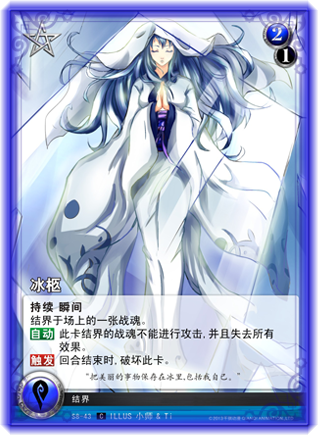 2
1
冰柩
持续 瞬间
结界于场上的一张战魂。
自动 此卡结界的战魂不能进行攻击,并且失去所有
效果。
触发 回合结束时,破坏此卡。
“把美丽的事物保存在冰里,也括我自己。”
结界
C ILLUS 小师 & Ti